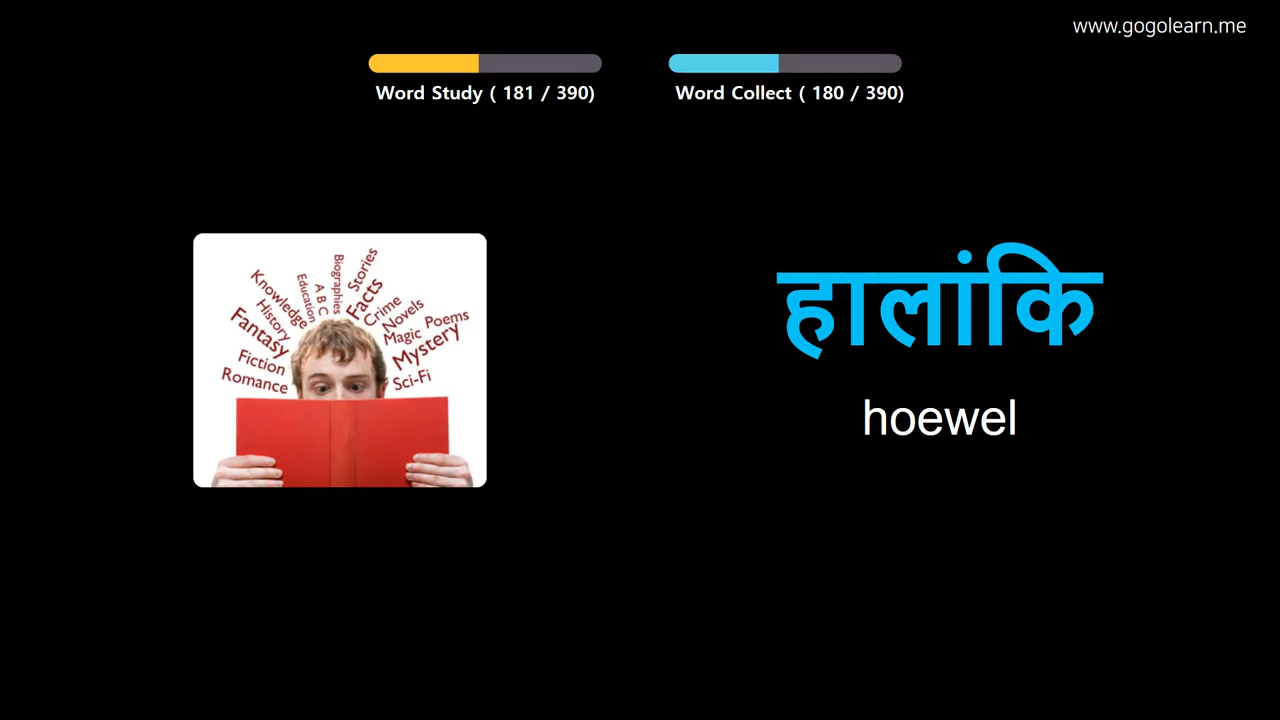 www.gogolearn.me
Word Study ( 181 / 390)
Word Collect ( 180 / 390)
Knowledge
History
Fantasy
Fiction
Romance
Education
A B C
Biographies
Stories
Facts
Crime
Novels
Magic
Poems
Mystery
Sci-Fi
हालांकि
hoewel